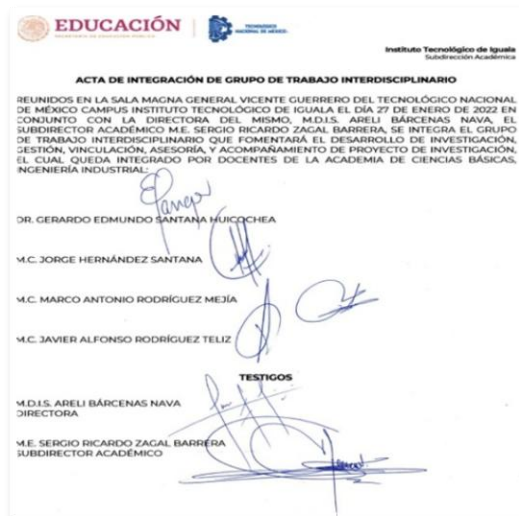 EDUCACIÓN
SECRETARÍA DE EDUCACIÓN PÚBLICA
TECNOLÓGICO
NACIONAL DE MÉXICO
Instituto Tecnológico de Iguala
Subdirección Académica
ACTA DE INTEGRACIÓN DE GRUPO DE TRABAJO INTERDISCIPLINARIO
REUNIDOS EN LA SALA MAGNA GENERAL VICENTE GUERRERO DEL TECNOLÓGICO NACIONAL
DE MÉXICO CAMPUS INSTITUTO TECNOLÓGICO DE IGUALA EL DÍA 27 DE ENERO DE 2022 EN
CONJUNTO CON LA DIRECTORA DEL MISMO, M.D.I.S. ARELI BÁRCENAS NAVA, EL
SUBDIRECTOR ACADÉMICO M.E. SERGIO RICARDO ZAGAL BARRERA, SE INTEGRA EL GRUPO
DE TRABAJO INTERDISCIPLINARIO QUE FOMENTARÁ EL DESARROLLO DE INVESTIGACIÓN,
GESTIÓN, VINCULACIÓN, ASESORÍA, Y ACOMPAÑAMIENTO DE PROYECTO DE INVESTIGACIÓN,
EL CUAL QUEDA INTEGRADO POR DOCENTES DE LA ACADEMIA DE CIENCIAS BÁSICAS,
INGENIERÍA INDUSTRIAL:
DR. GERARDO EDMUNDO SANTANA HUICOCHEA
M.C. JORGE HERNÁNDEZ SANTANA
M.C. MARCO ANTONIO RODRÍGUEZ MEJÍA
M.C. JAVIER ALFONSO RODRÍGUEZ TELIZ
TESTIGOS
M.D.I.S. ARELI BÁRCENAS NAVA
DIRECTORA
M.E. SERGIO RICARDO ZAGAL BARRERA
SUBDIRECTOR ACADÉMICO